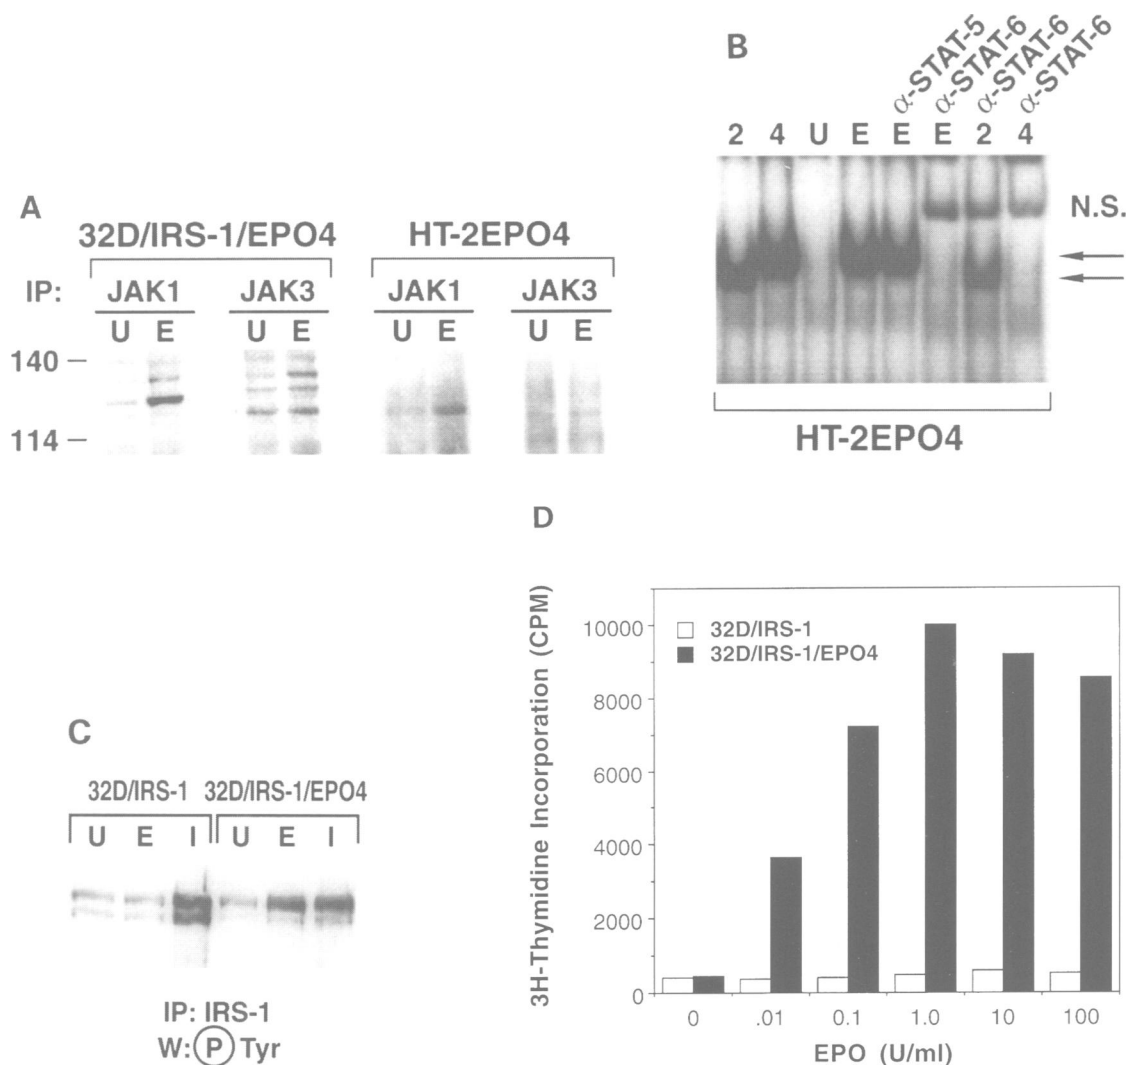 A
32D/IRS-1/EPO4 HT-2EPO4
IP: JAK1 JAK3 JAK1 JAK3
U E U E U E U E
140
114
B
α-STAT-5
α-STAT-6
α-STAT-6
α-STAT-6
2 4 U E E E 2 4
N.S.
HT-2EPO4
C
32D/IRS-1 32D/IRS-1/EPO4
U E I U E I
IP: IRS-1
W: P Tyr
D
3H-Thymidine Incorporation (CPM)
32D/IRS-1
32D/IRS-1/EPO4
10000
8000
6000
4000
2000
0
0 .01 0.1 1.0 10 100
EPO (U/ml)